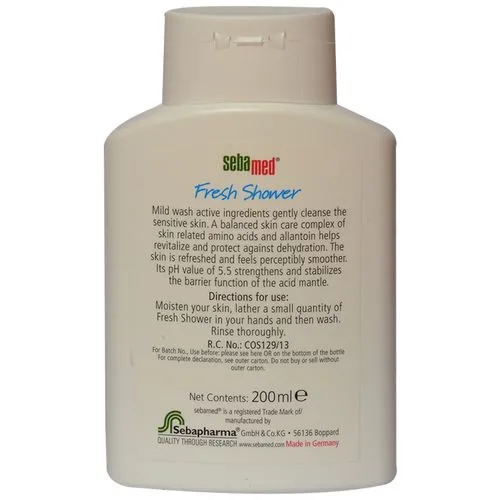 sebamed®
Fresh Shower
Mild wash active ingredients gently cleanse the
sensitive skin. A balanced skin care complex of
skin related amino acids and allantoin helps
revitalize and protect against dehydration. The
skin is refreshed and feels perceptibly smoother.
Its pH value of 5.5 strengthens and stabilizes
the barrier function of the acid mantle.
Directions for use:
Moisten your skin, lather a small quantity of
Fresh Shower in your hands and then wash.
Rinse thoroughly.
R.C. No.: COS129/13
For Batch No., Use before: please see here OR on the bottom of the bottle
For complete declaration, see outer carton. Do not buy or sell without
outer carton.
Net Contents: 200ml℮
sebamed® is a registered Trade Mark of/
manufactured by
Sebapharma® GmbH & Co.KG • 56136 Boppard
QUALITY THROUGH RESEARCH www.sebamed.com Made in Germany